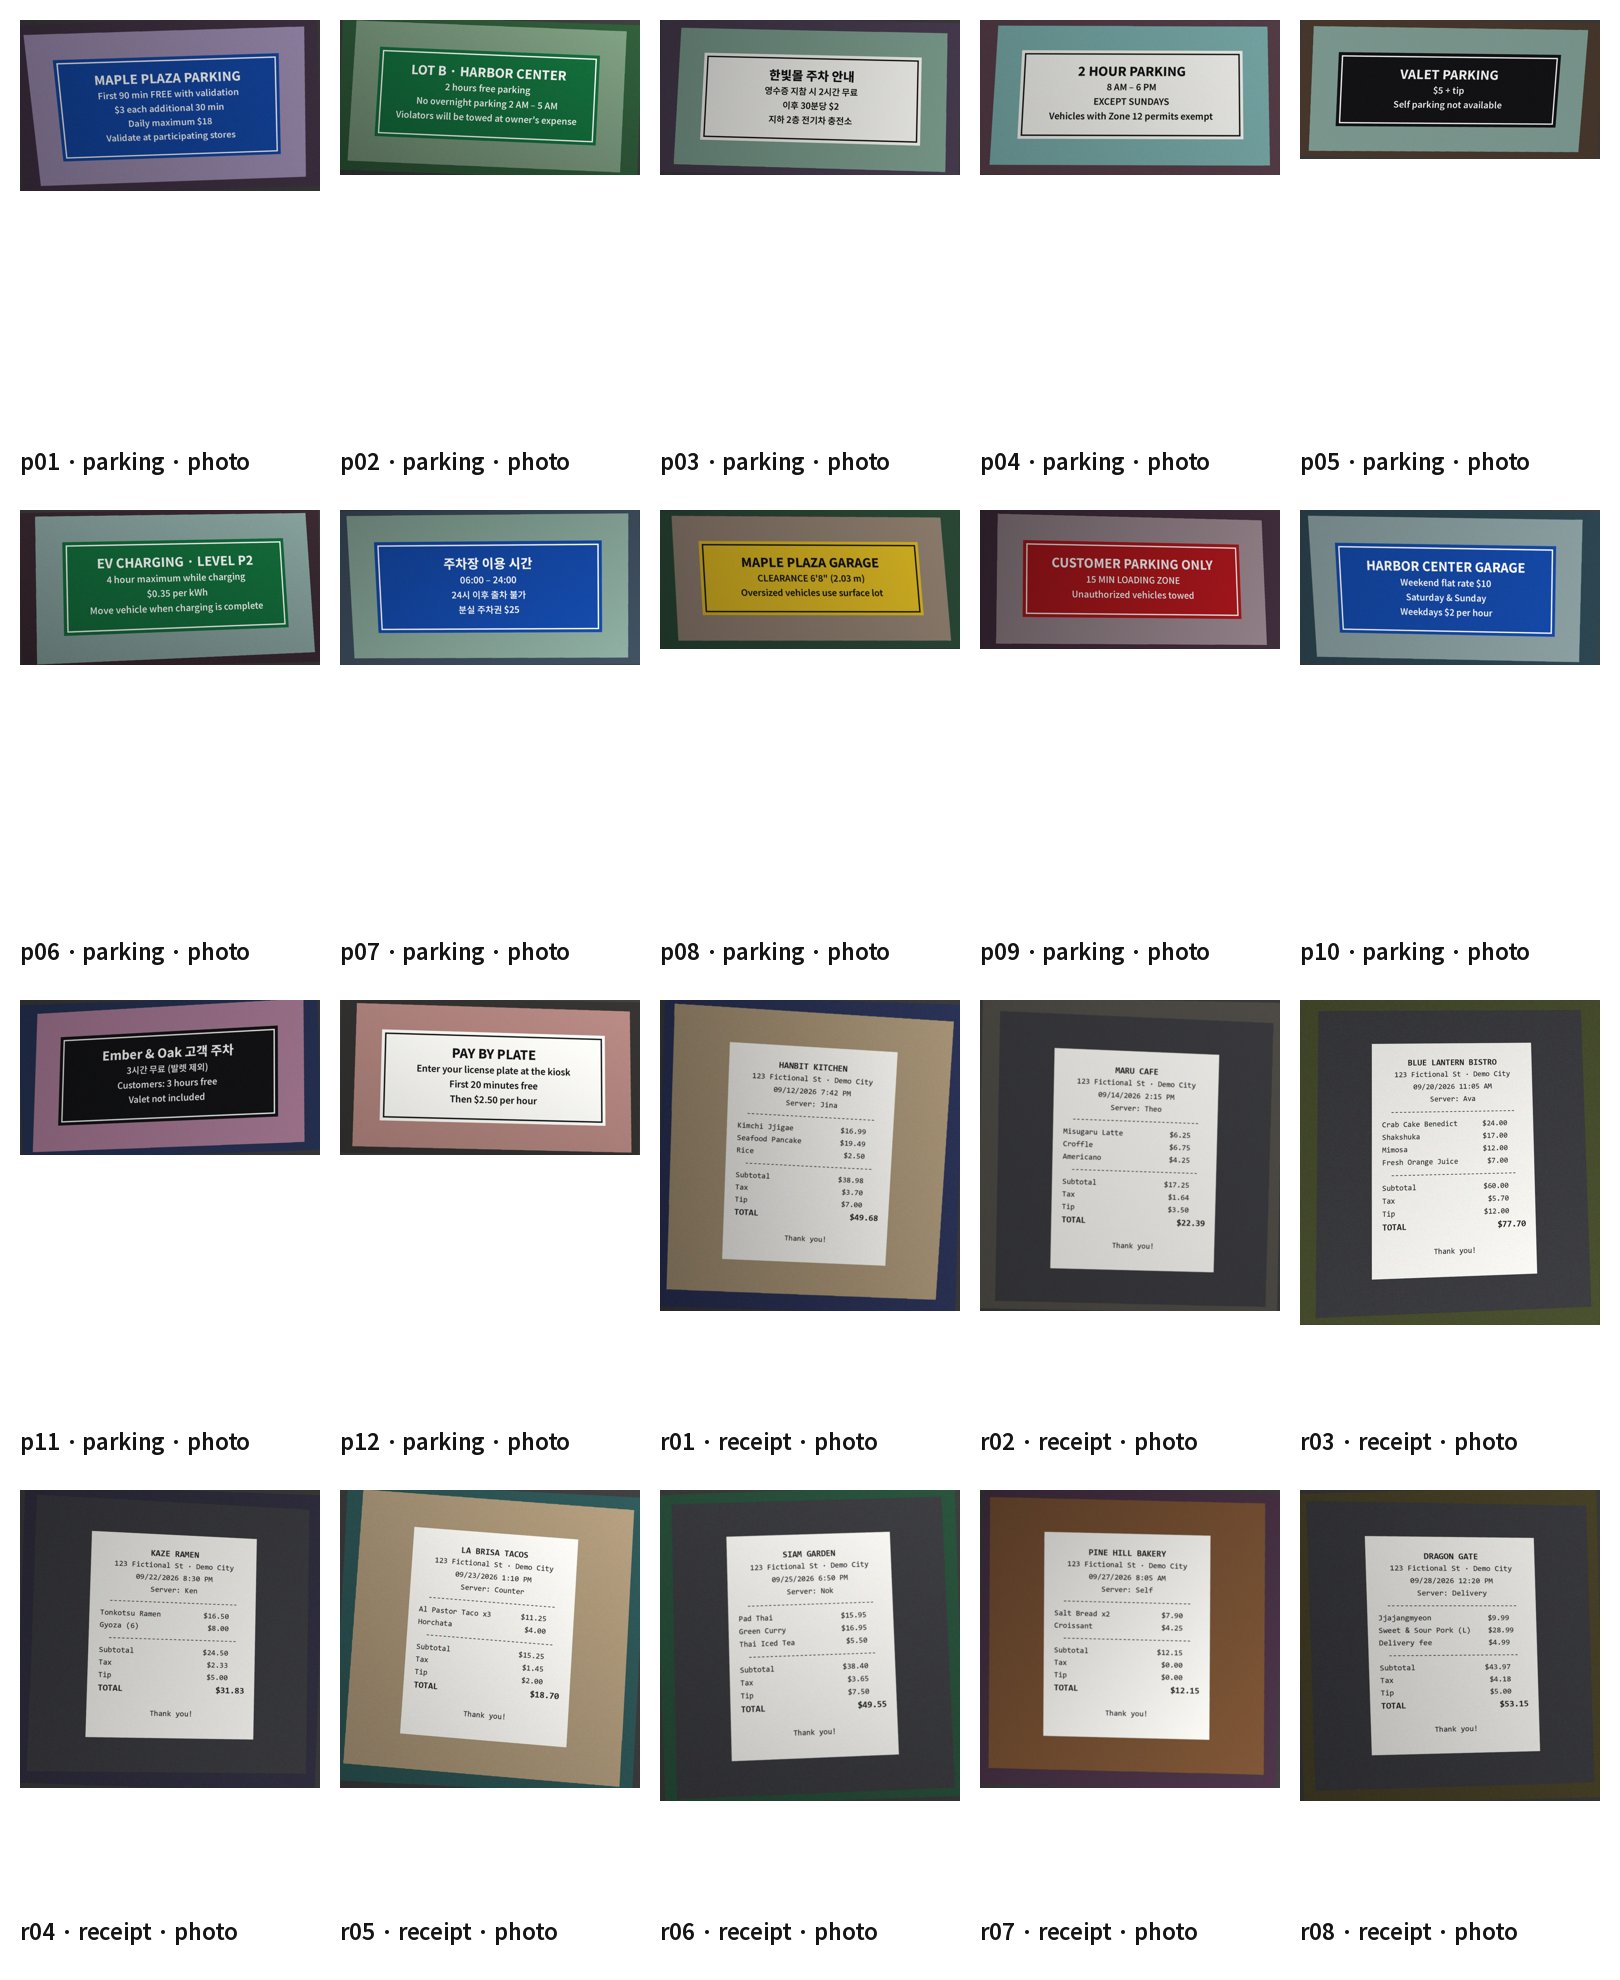 MAPLE PLAZA PARKING
First 90 min FREE with validation
$3 each additional 30 min
Daily maximum $18
Validate at participating stores
LOT B · HARBOR CENTER
2 hours free parking
No overnight parking 2 AM – 5 AM
Violators will be towed at owner's expense
한빛몰 주차 안내
영수증 지참 시 2시간 무료
이후 30분당 $2
지하 2층 전기차 충전소
2 HOUR PARKING
8 AM – 6 PM
EXCEPT SUNDAYS
Vehicles with Zone 12 permits exempt
VALET PARKING
$5 + tip
Self parking not available
p01 · parking · photo
p02 · parking · photo
p03 · parking · photo
p04 · parking · photo
p05 · parking · photo
EV CHARGING · LEVEL P2
4 hour maximum while charging
$0.35 per kWh
Move vehicle when charging is complete
주차장 이용 시간
06:00 – 24:00
24시 이후 출차 불가
분실 주차권 $25
MAPLE PLAZA GARAGE
CLEARANCE 6'8" (2.03 m)
Oversized vehicles use surface lot
CUSTOMER PARKING ONLY
15 MIN LOADING ZONE
Unauthorized vehicles towed
HARBOR CENTER GARAGE
Weekend flat rate $10
Saturday & Sunday
Weekdays $2 per hour
p06 · parking · photo
p07 · parking · photo
p08 · parking · photo
p09 · parking · photo
p10 · parking · photo
Ember & Oak 고객 주차
3시간 무료 (발렛 제외)
Customers: 3 hours free
Valet not included
PAY BY PLATE
Enter your license plate at the kiosk
First 20 minutes free
Then $2.50 per hour
HANBIT KITCHEN
123 Fictional St · Demo City
09/12/2026 7:42 PM
Server: Jina
Kimchi Jjigae $16.99
Seafood Pancake $19.49
Rice $2.50
Subtotal $38.98
Tax $3.70
Tip $7.00
TOTAL $49.68
Thank you!
MARU CAFE
123 Fictional St · Demo City
09/14/2026 2:15 PM
Server: Theo
Misugaru Latte $6.25
Croffle $6.75
Americano $4.25
Subtotal $17.25
Tax $1.64
Tip $3.50
TOTAL $22.39
Thank you!
BLUE LANTERN BISTRO
123 Fictional St · Demo City
09/20/2026 11:05 AM
Server: Ava
Crab Cake Benedict $24.00
Shakshuka $17.00
Mimosa $12.00
Fresh Orange Juice $7.00
Subtotal $60.00
Tax $5.70
Tip $12.00
TOTAL $77.70
Thank you!
p11 · parking · photo
p12 · parking · photo
r01 · receipt · photo
r02 · receipt · photo
r03 · receipt · photo
KAZE RAMEN
123 Fictional St · Demo City
09/22/2026 8:30 PM
Server: Ken
Tonkotsu Ramen $16.50
Gyoza (6) $8.00
Subtotal $24.50
Tax $2.33
Tip $5.00
TOTAL $31.83
Thank you!
LA BRISA TACOS
123 Fictional St · Demo City
09/23/2026 1:10 PM
Server: Counter
Al Pastor Taco x3 $11.25
Horchata $4.00
Subtotal $15.25
Tax $1.45
Tip $2.00
TOTAL $18.70
Thank you!
SIAM GARDEN
123 Fictional St · Demo City
09/25/2026 6:50 PM
Server: Nok
Pad Thai $15.95
Green Curry $16.95
Thai Iced Tea $5.50
Subtotal $38.40
Tax $3.65
Tip $7.50
TOTAL $49.55
Thank you!
PINE HILL BAKERY
123 Fictional St · Demo City
09/27/2026 8:05 AM
Server: Self
Salt Bread x2 $7.90
Croissant $4.25
Subtotal $12.15
Tax $0.00
Tip $0.00
TOTAL $12.15
Thank you!
DRAGON GATE
123 Fictional St · Demo City
09/28/2026 12:20 PM
Server: Delivery
Jjajangmyeon $9.99
Sweet & Sour Pork (L) $28.99
Delivery fee $4.99
Subtotal $43.97
Tax $4.18
Tip $5.00
TOTAL $53.15
Thank you!
r04 · receipt · photo
r05 · receipt · photo
r06 · receipt · photo
r07 · receipt · photo
r08 · receipt · photo